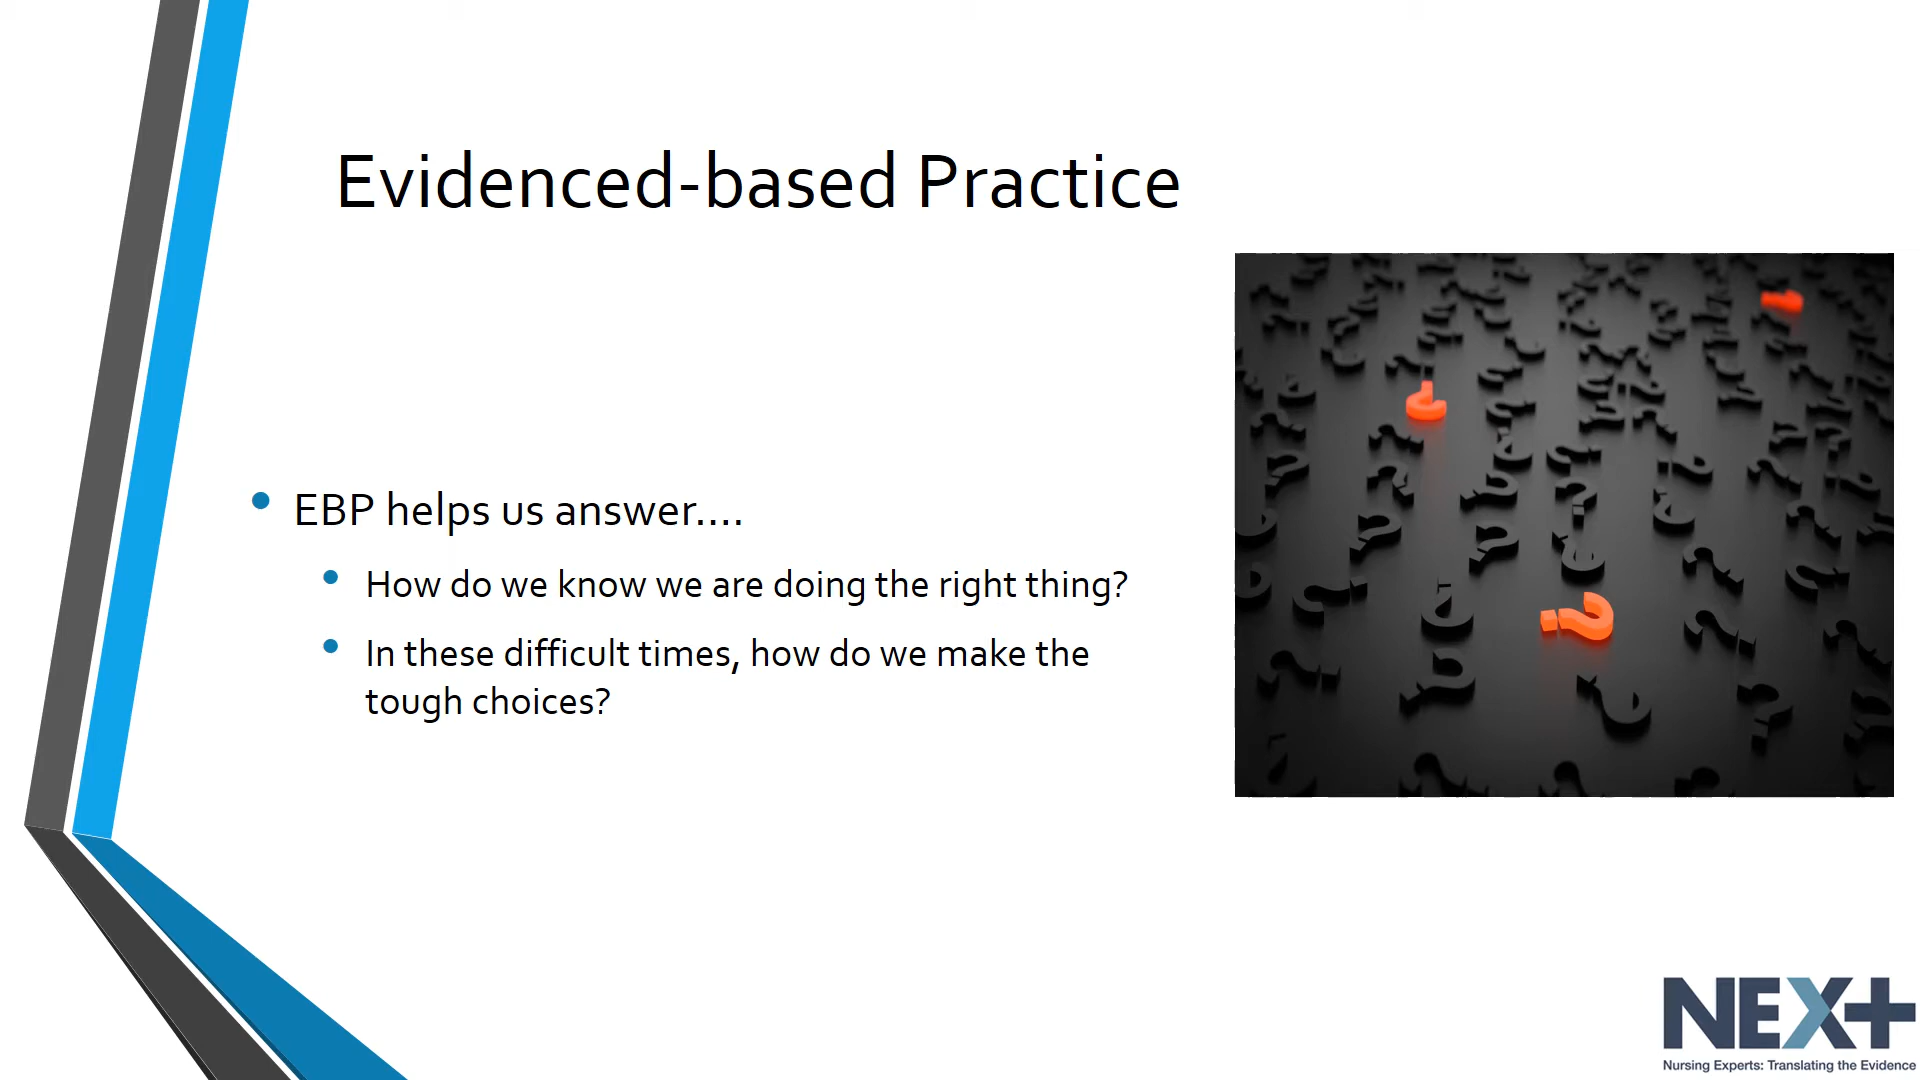 Evidenced-based Practice
EBP helps us answer....
How do we know we are doing the right thing?
In these difficult times, how do we make the
tough choices?
NEX+
Nursing Experts: Translating the Evidence